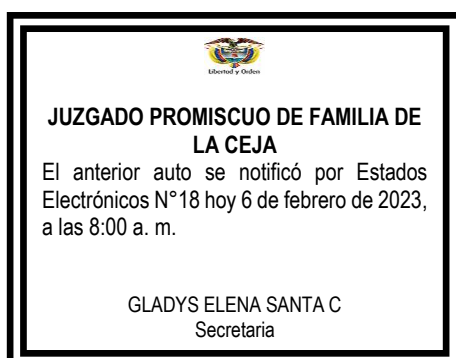 Libertad y Orden
JUZGADO PROMISCUO DE FAMILIA DE
LA CEJA
El anterior auto se notificó por Estados
Electrónicos N°18 hoy 6 de febrero de 2023,
a las 8:00 a. m.
GLADYS ELENA SANTA C
Secretaria